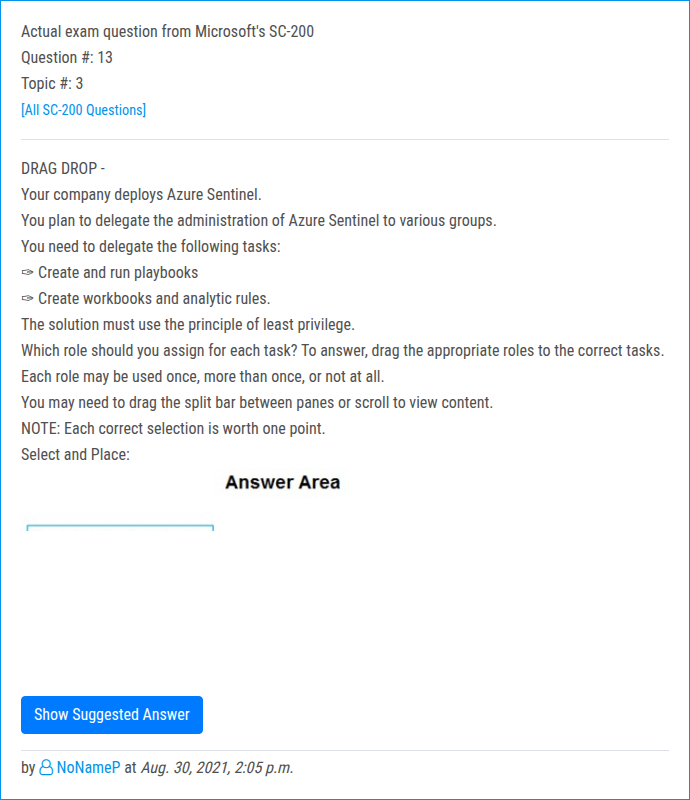 Actual exam question from Microsoft's SC-200
Question #: 13
Topic #: 3
[All SC-200 Questions]
DRAG DROP -
Your company deploys Azure Sentinel.
You plan to delegate the administration of Azure Sentinel to various groups.
You need to delegate the following tasks:
✑ Create and run playbooks
✑ Create workbooks and analytic rules.
The solution must use the principle of least privilege.
Which role should you assign for each task? To answer, drag the appropriate roles to the correct tasks.
Each role may be used once, more than once, or not at all.
You may need to drag the split bar between panes or scroll to view content.
NOTE: Each correct selection is worth one point.
Select and Place:
Answer Area
Show Suggested Answer
by NoNameP at Aug. 30, 2021, 2:05 p.m.